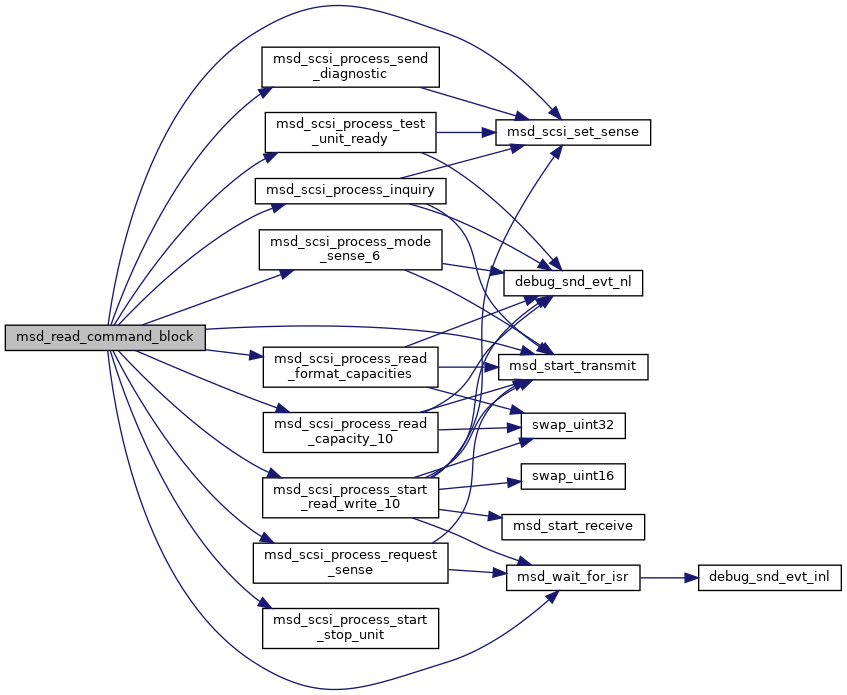 msd_read_command_block
msd_scsi_process_send
_diagnostic
msd_scsi_process_test
_unit_ready
msd_scsi_process_inquiry
msd_scsi_process_mode
_sense_6
msd_scsi_process_read
_format_capacities
msd_scsi_process_read
_capacity_10
msd_scsi_process_start
_read_write_10
msd_scsi_process_request
_sense
msd_scsi_process_start
_stop_unit
msd_scsi_set_sense
debug_snd_evt_nl
msd_start_transmit
swap_uint32
swap_uint16
msd_start_receive
msd_wait_for_isr
debug_snd_evt_inl